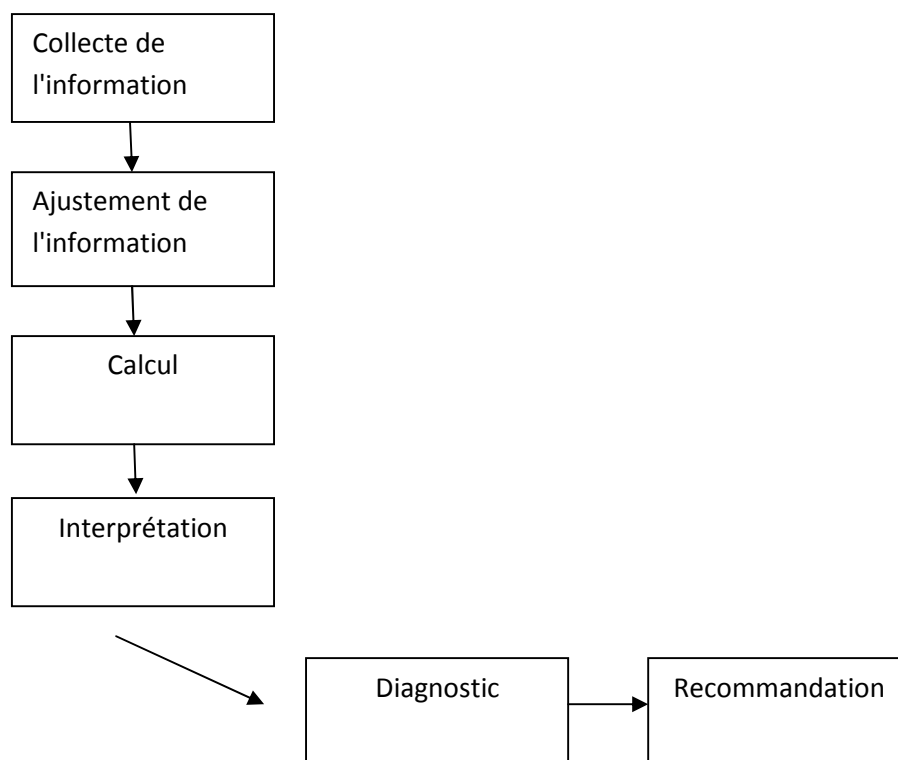 Collecte de
l'information
Ajustement de
l'information
Calcul
Interprétation
Diagnostic
Recommandation